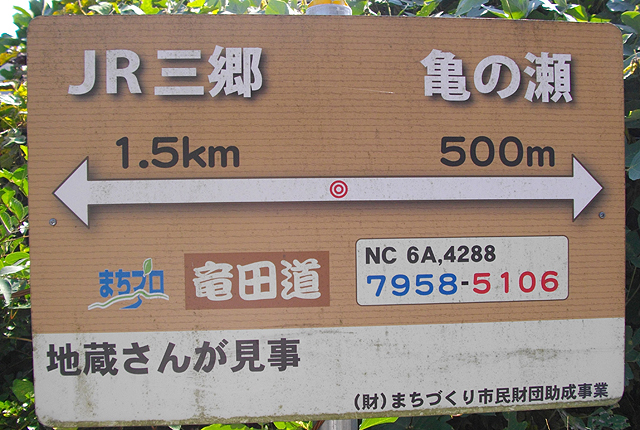 JR三郷 亀の瀬
1.5km 500m
まちプロ 竜田道
NC 6A,4288
7958-5106
地蔵さんが見事
(財)まちづくり市民財団助成事業